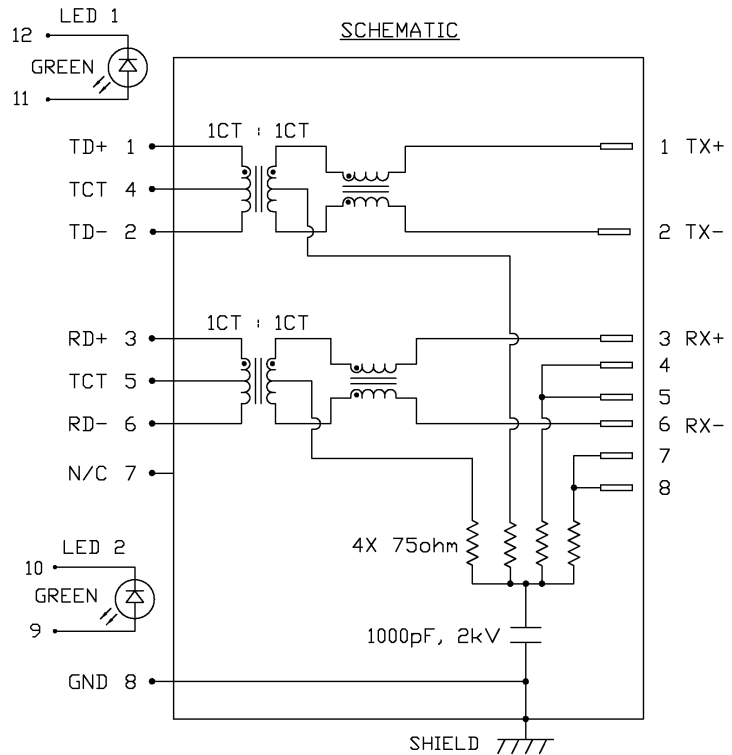 SCHEMATIC
LED 1
12
GREEN
11
1CT : 1CT
TD+ 1
1 TX+
TCT 4
TD- 2
2 TX-
1CT : 1CT
RD+ 3
3 RX+
4
TCT 5
5
RD- 6
6 RX-
7
N/C 7
8
LED 2
4X 75ohm
10
GREEN
9
1000pF, 2kV
GND 8
SHIELD